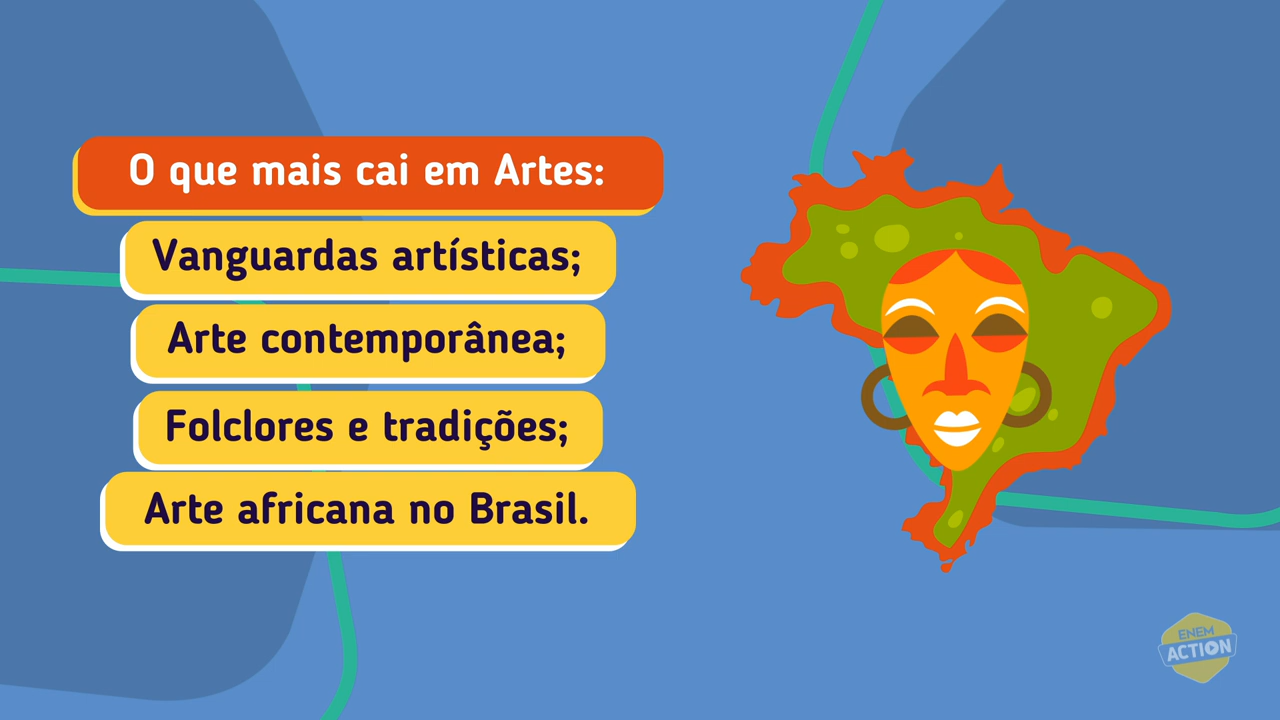 O que mais cai em Artes:
Vanguardas artísticas;
Arte contemporânea;
Folclores e tradições;
Arte africana no Brasil.
ENEM
ACTION